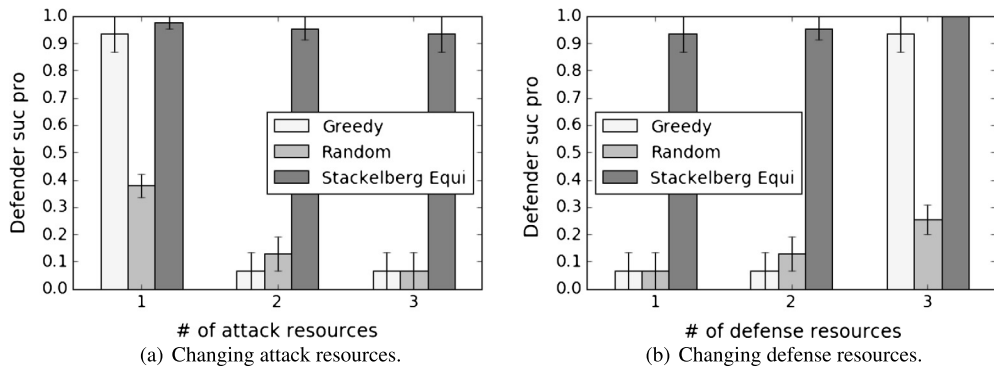 1.0
0.9
0.8
0.7
0.6
0.5
0.4
0.3
0.2
0.1
0.0
Defender suc pro
Greedy
Random
Stackelberg Equi
1 2 3
# of attack resources
(a) Changing attack resources.
1.0
0.9
0.8
0.7
0.6
0.5
0.4
0.3
0.2
0.1
0.0
Defender suc pro
Greedy
Random
Stackelberg Equi
1 2 3
# of defense resources
(b) Changing defense resources.